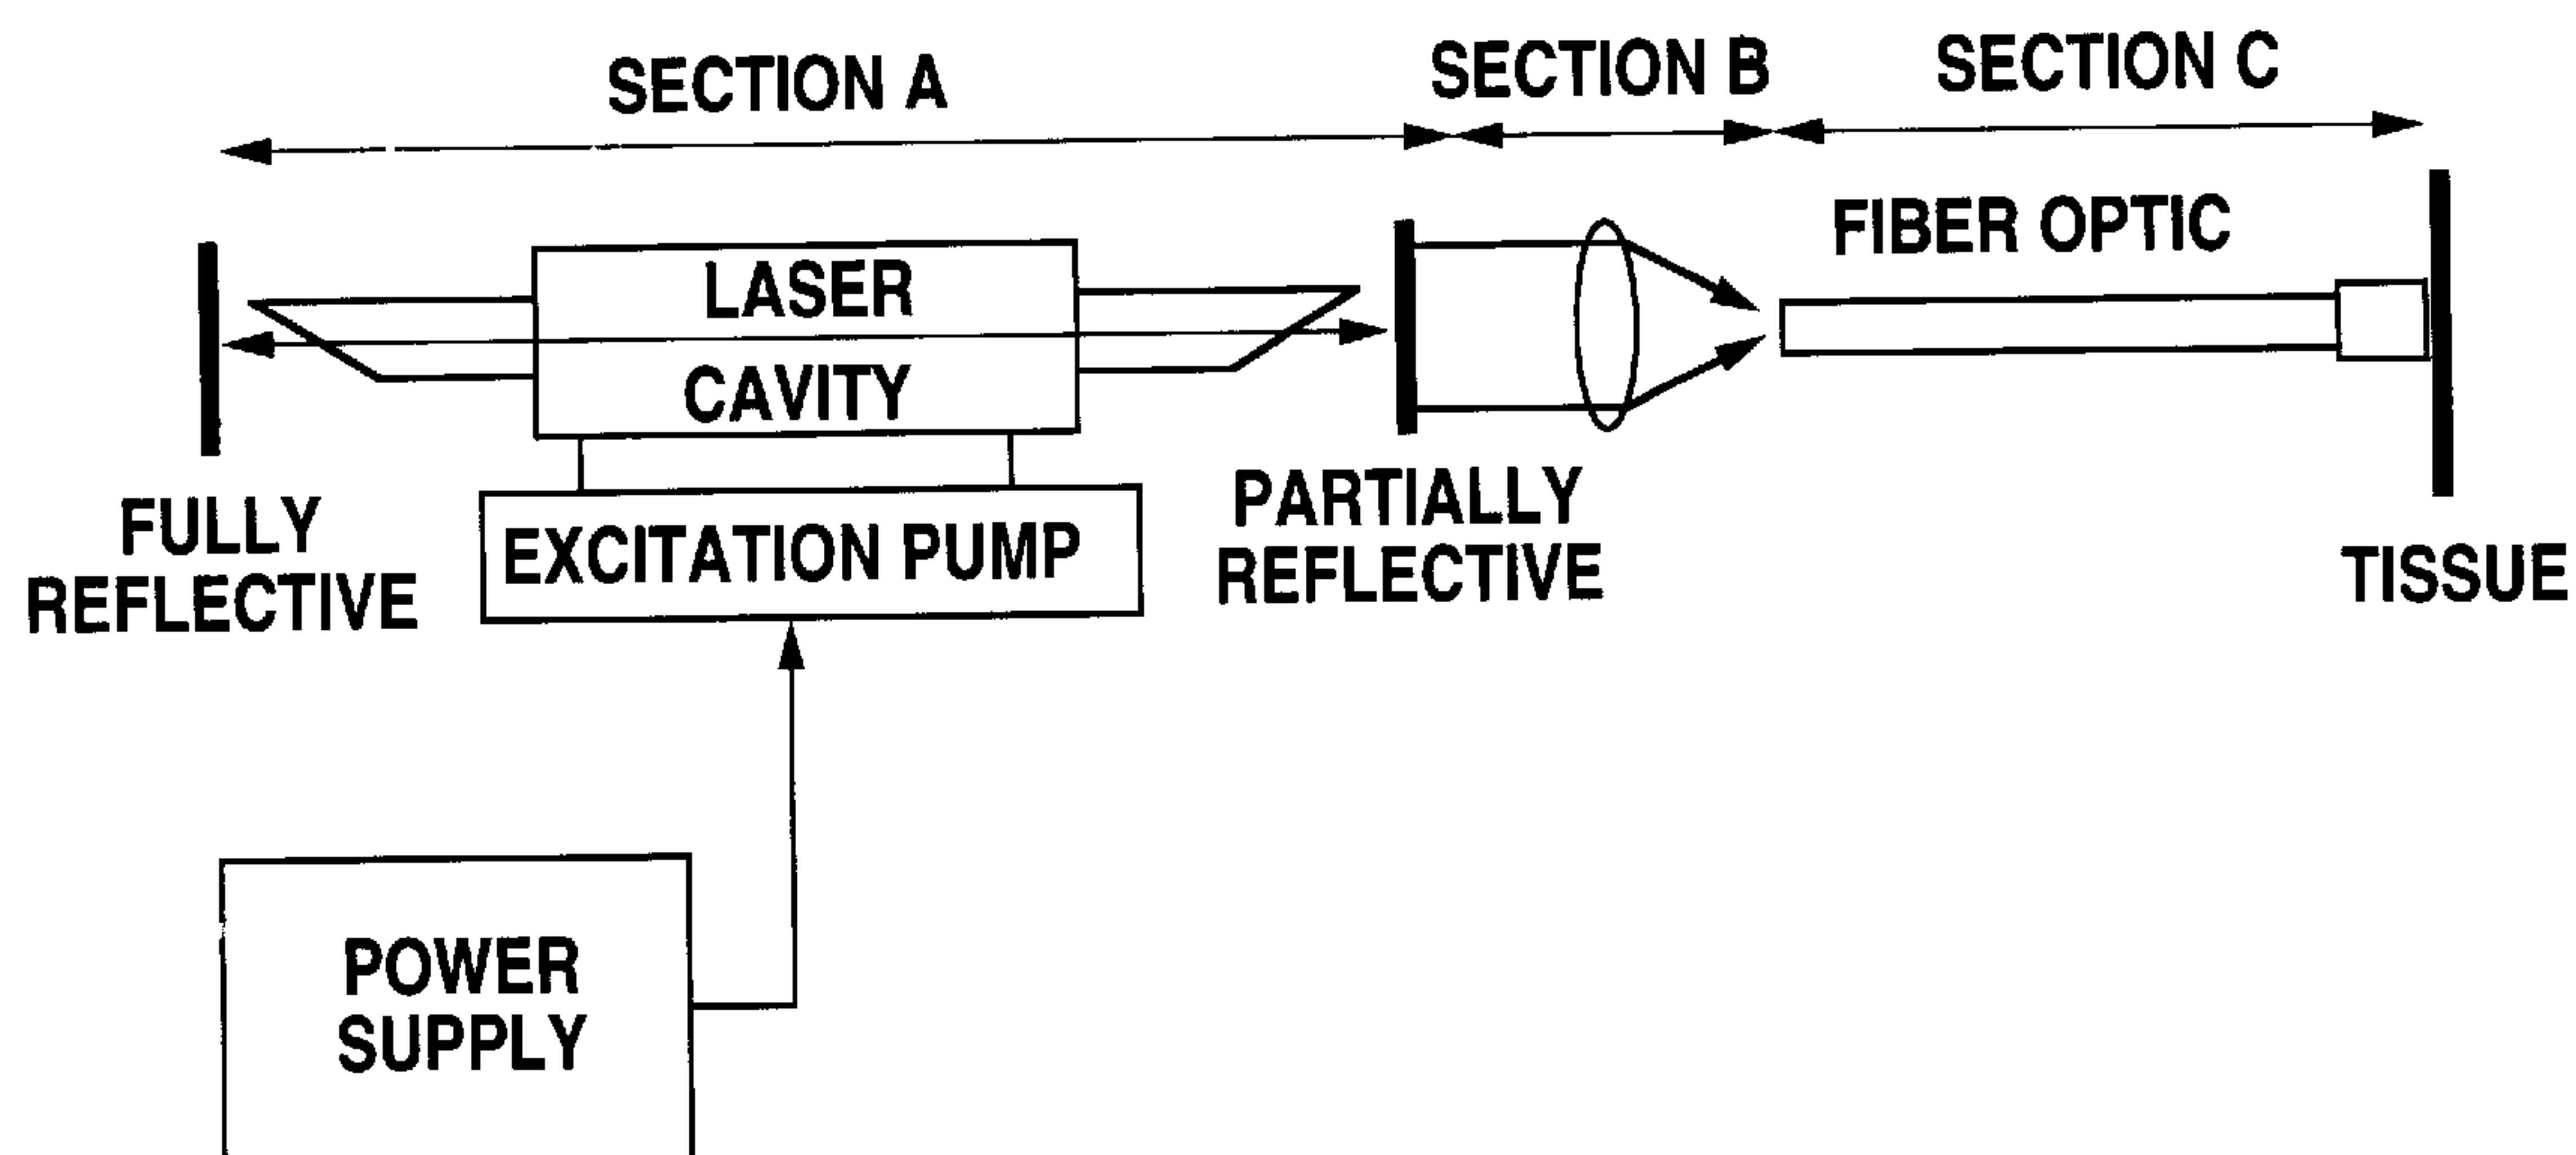 SECTION A
SECTION B
SECTION C
FIBER OPTIC
LASER
CAVITY
FULLY
REFLECTIVE
EXCITATION PUMP
PARTIALLY
REFLECTIVE
TISSUE
POWER
SUPPLY